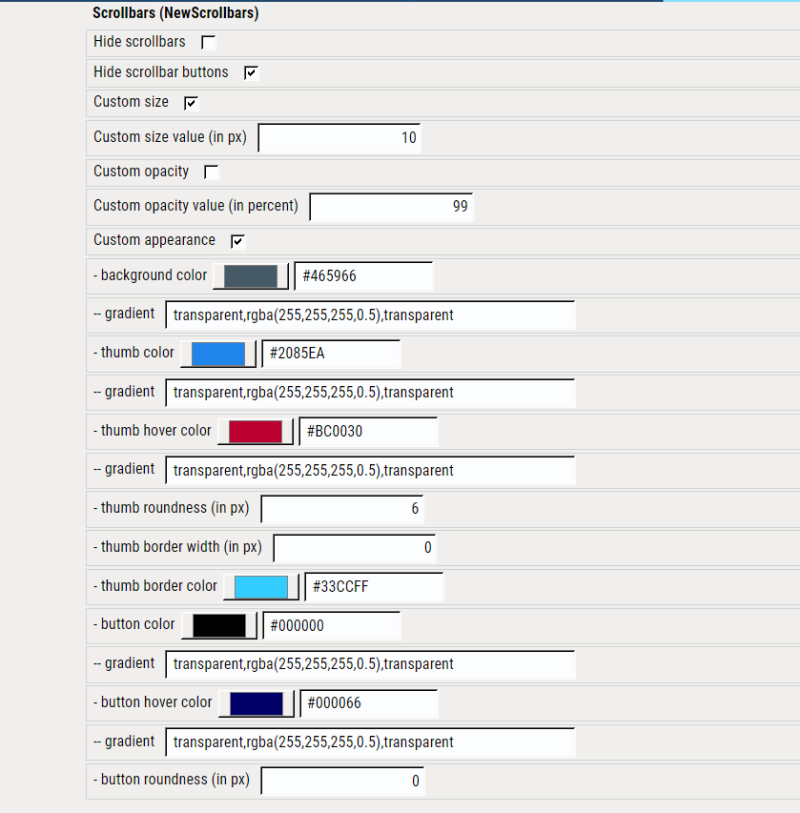 Scrollbars (NewScrollbars)
Hide scrollbars
Hide scrollbar buttons
Custom size
Custom size value (in px) 10
Custom opacity
Custom opacity value (in percent) 99
Custom appearance
- background color #465966
-- gradient transparent,rgba(255,255,255,0.5),transparent
- thumb color #2085EA
-- gradient transparent,rgba(255,255,255,0.5),transparent
- thumb hover color #BC0030
-- gradient transparent,rgba(255,255,255,0.5),transparent
- thumb roundness (in px) 6
- thumb border width (in px) 0
- thumb border color #33CCFF
- button color #000000
-- gradient transparent,rgba(255,255,255,0.5),transparent
- button hover color #000066
-- gradient transparent,rgba(255,255,255,0.5),transparent
- button roundness (in px) 0